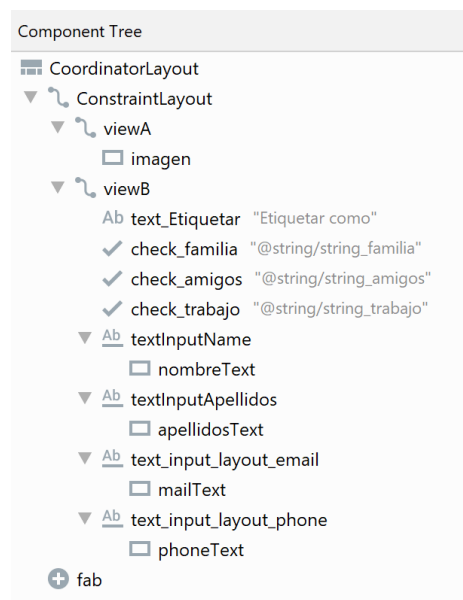 Component Tree
CoordinatorLayout
ConstraintLayout
viewA
imagen
viewB
Ab text_Etiquetar "Etiquetar como"
check_familia "@string/string_familia"
check_amigos "@string/string_amigos"
check_trabajo "@string/string_trabajo"
Ab textInputName
nombreText
Ab textInputApellidos
apellidosText
Ab text_input_layout_email
mailText
Ab text_input_layout_phone
phoneText
fab